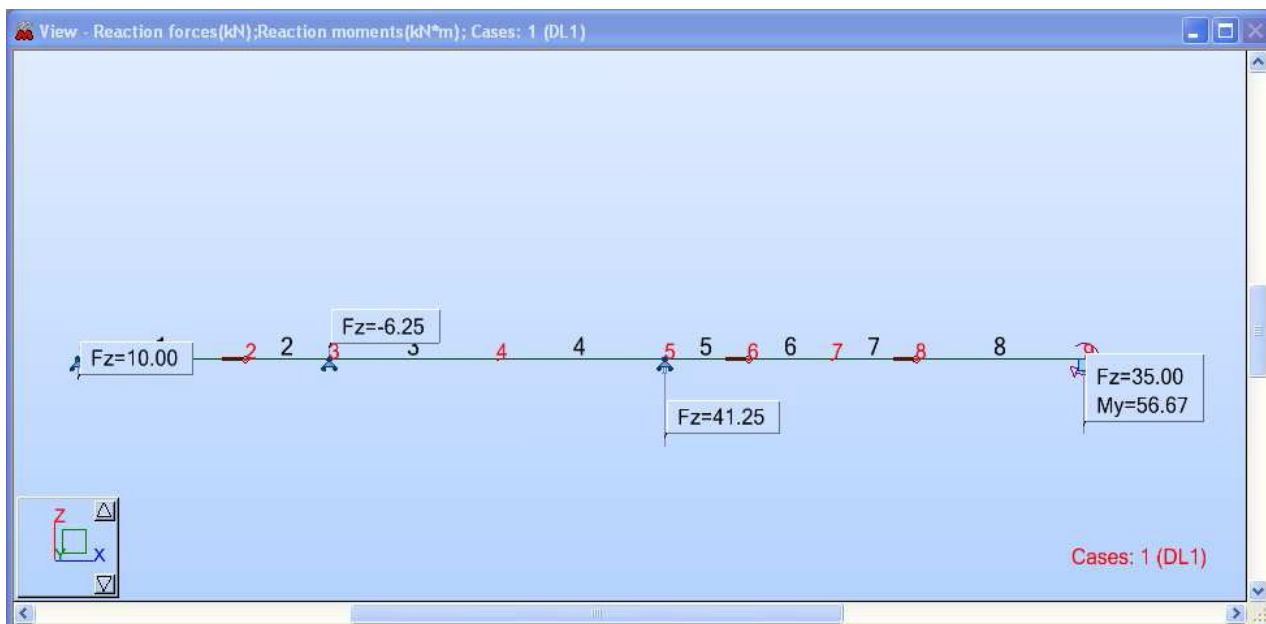 View - Reaction forces(kN);Reaction moments(kN*m); Cases: 1 (DL1)
Fz=-6.25
Fz=10.00
2 2 3 3 4 4 5 5 6 6 7 7 8 8 9
Fz=35.00
My=56.67
Fz=41.25
Z
Y X
Cases: 1 (DL1)